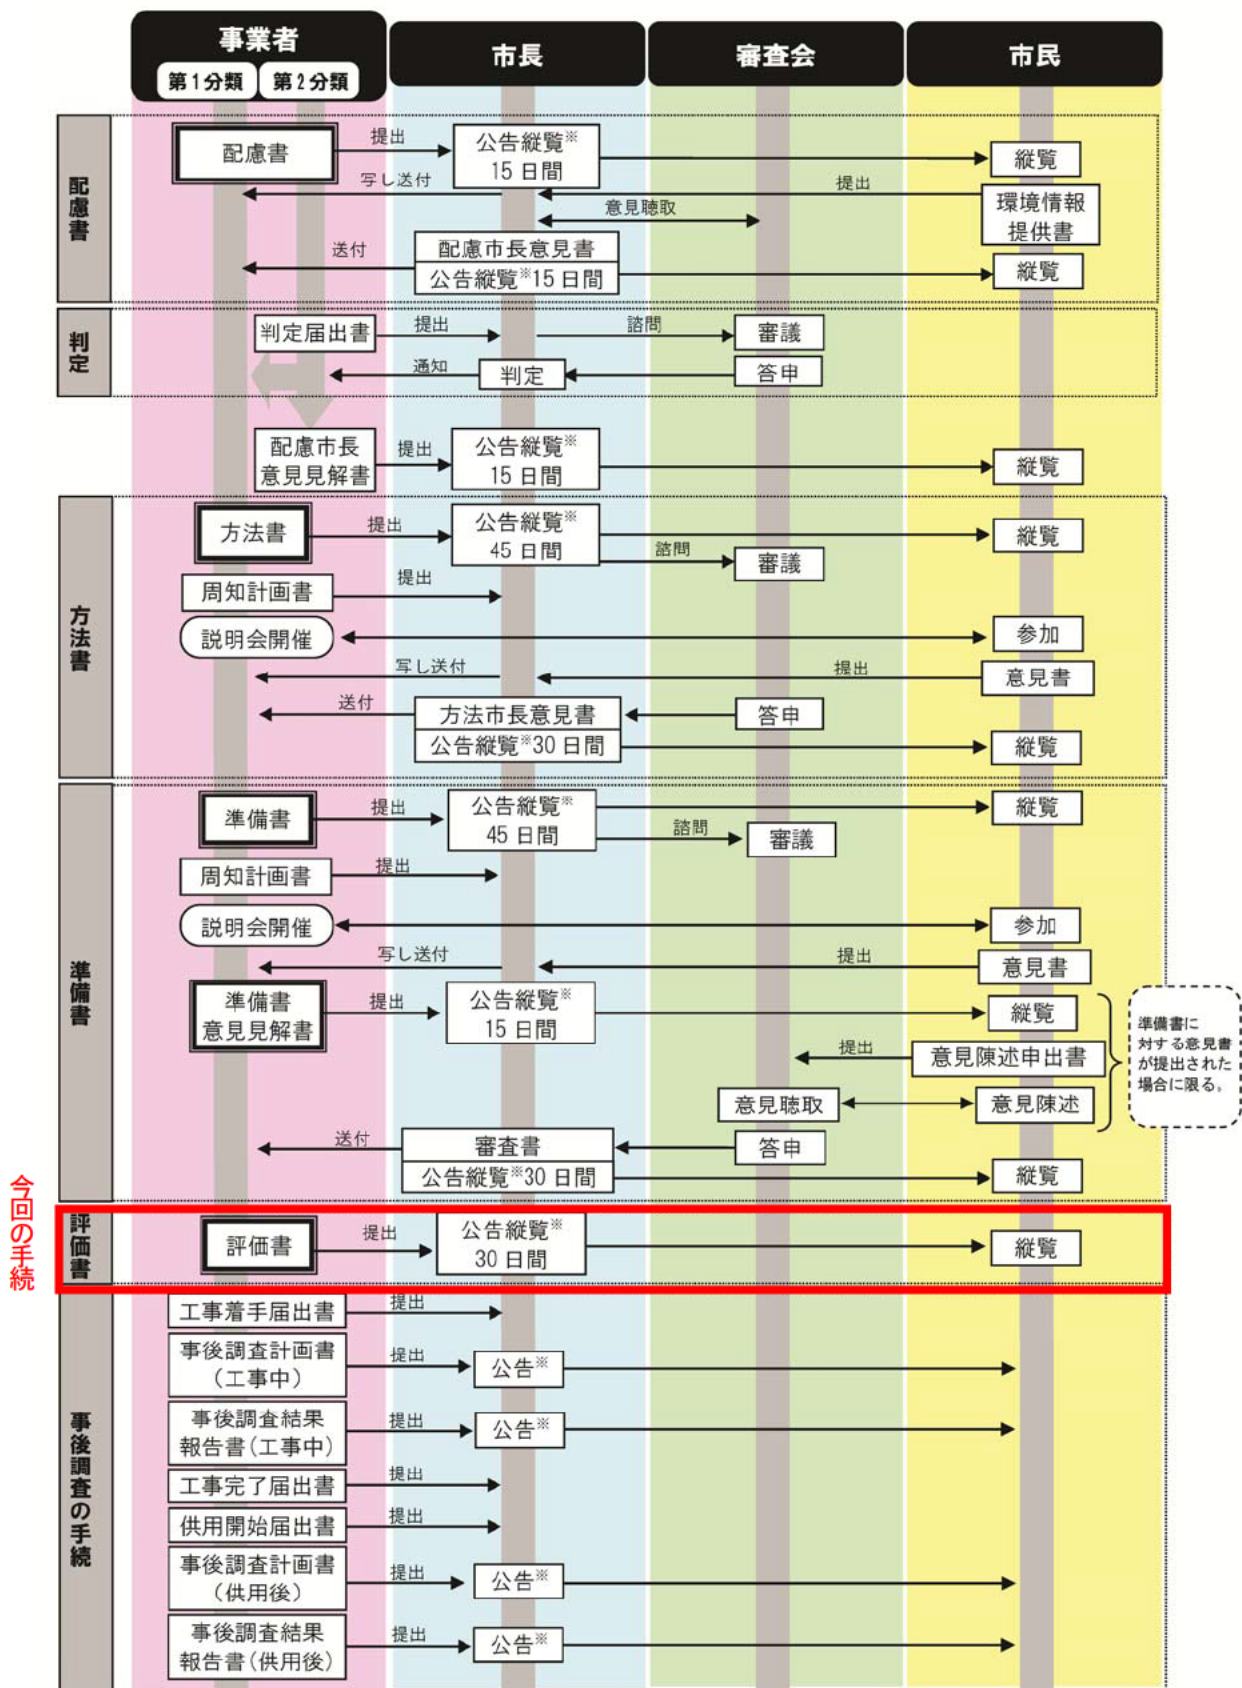 事業者
第1分類
第2分類
市長
審査会
市民
配慮書
配慮書
提出
公告縦覧※
15日間
縦覧
写し送付
提出
環境情報
提供書
意見聴取
送付
配慮市長意見書
公告縦覧※15日間
縦覧
判定
判定届出書
提出
諮問
審議
通知
判定
答申
配慮市長
意見見解書
提出
公告縦覧※
15日間
縦覧
方法書
方法書
提出
公告縦覧※
45日間
縦覧
諮問
審議
周知計画書
提出
説明会開催
参加
写し送付
提出
意見書
送付
方法市長意見書
答申
公告縦覧※30日間
縦覧
準備書
準備書
提出
公告縦覧※
45日間
縦覧
諮問
審議
周知計画書
提出
説明会開催
参加
写し送付
提出
意見書
準備書
意見見解書
提出
公告縦覧※
15日間
縦覧
準備書に
対する意見書
が提出された
場合に限る。
提出
意見陳述申出書
意見聴取
意見陳述
送付
審査書
答申
公告縦覧※30日間
縦覧
今回の手続
評価書
評価書
提出
公告縦覧※
30日間
縦覧
事後調査の手続
工事着手届出書
提出
事後調査計画書
（工事中）
提出
公告※
事後調査結果
報告書（工事中）
提出
公告※
工事完了届出書
提出
供用開始届出書
提出
事後調査計画書
（供用後）
提出
公告※
事後調査結果
報告書（供用後）
提出
公告※